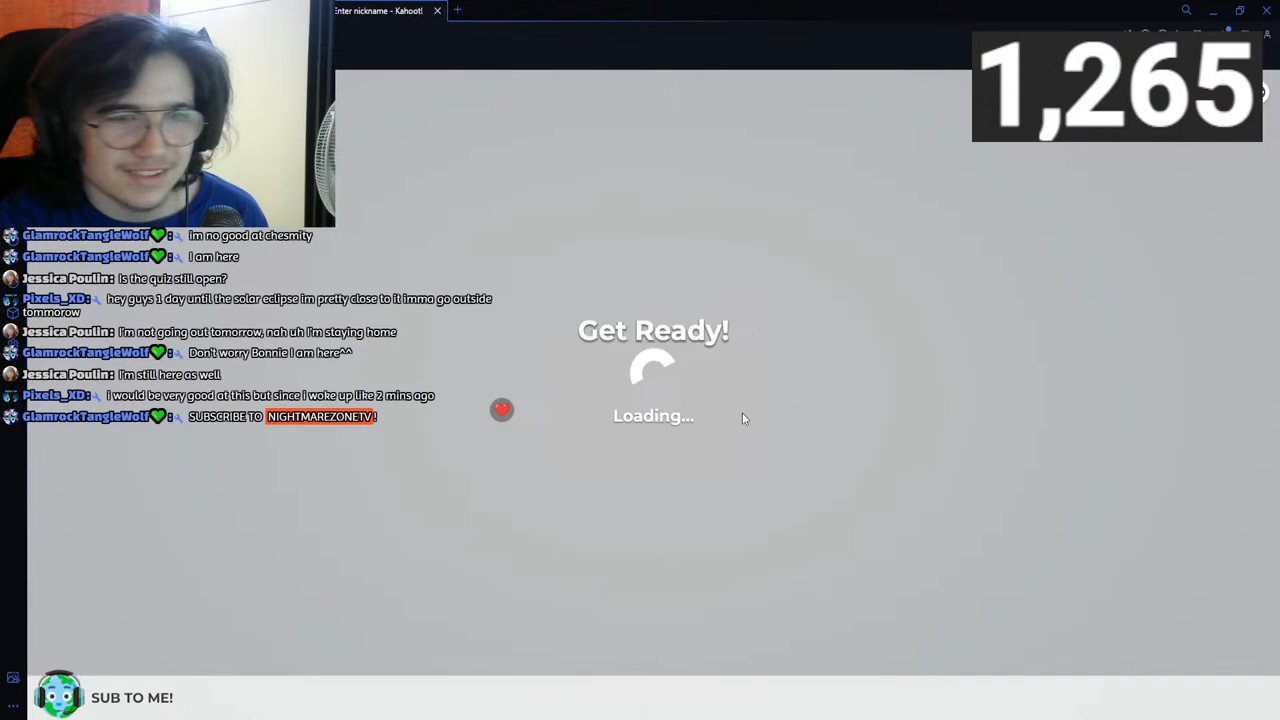 Enter nickname - Kahoot!
1,265
GlamrockTangleWolf💚: im no good at chesmity
GlamrockTangleWolf💚: I am here
Jessica Poulin: Is the quiz still open?
Pixels_XD: hey guys 1 day until the solar eclipse im pretty close to it imma go outside
tommorow
Jessica Poulin: I'm not going out tomorrow, nah uh I'm staying home
GlamrockTangleWolf💚: Don't worry Bonnie I am here^^
Jessica Poulin: I'm still here as well
Pixels_XD: i would be very good at this but since i woke up like 2 mins ago
GlamrockTangleWolf💚: SUBSCRIBE TO NIGHTMAREZONETV!
Get Ready!
Loading...
SUB TO ME!